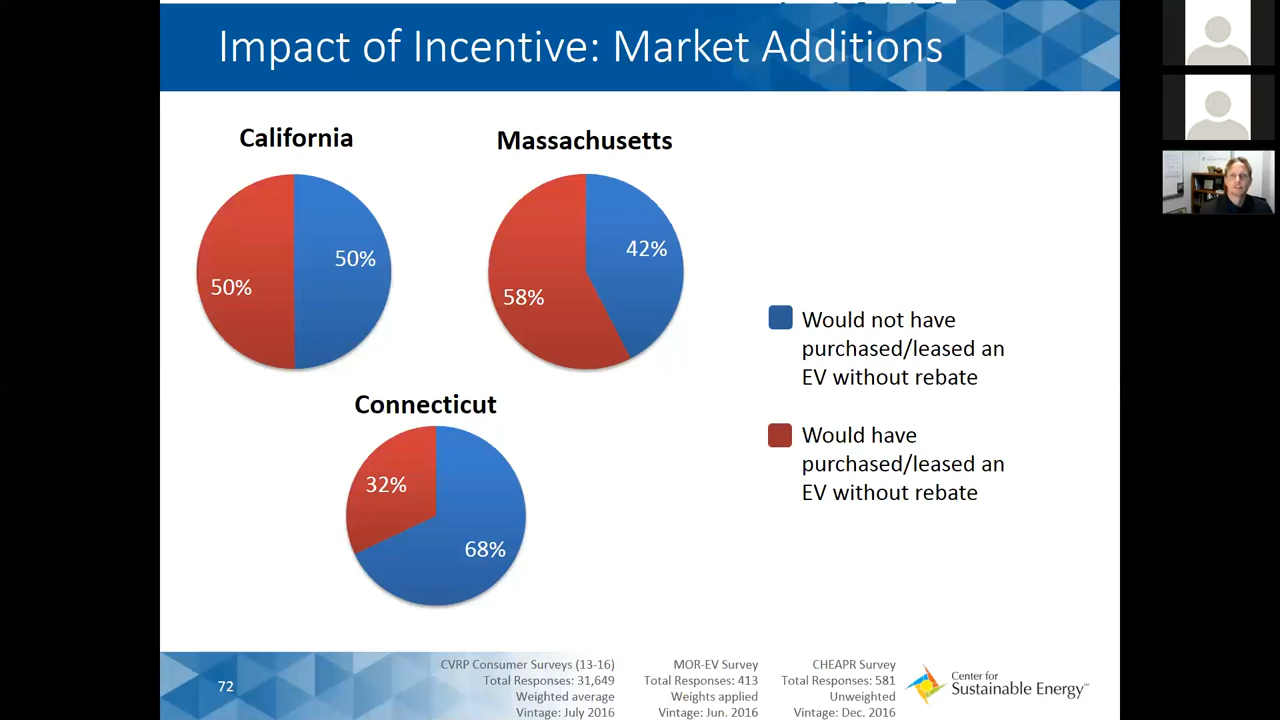 Impact of Incentive: Market Additions
California
50%
50%
Massachusetts
42%
58%
Connecticut
32%
68%
Would not have
purchased/leased an
EV without rebate
Would have
purchased/leased an
EV without rebate
72
CVRP Consumer Surveys (13-16)
Total Responses: 31,649
Weighted average
Vintage: July 2016
MOR-EV Survey
Total Responses: 413
Weights applied
Vintage: Jun. 2016
CHEAPR Survey
Total Responses: 581
Unweighted
Vintage: Dec. 2016
Center for
Sustainable Energy™